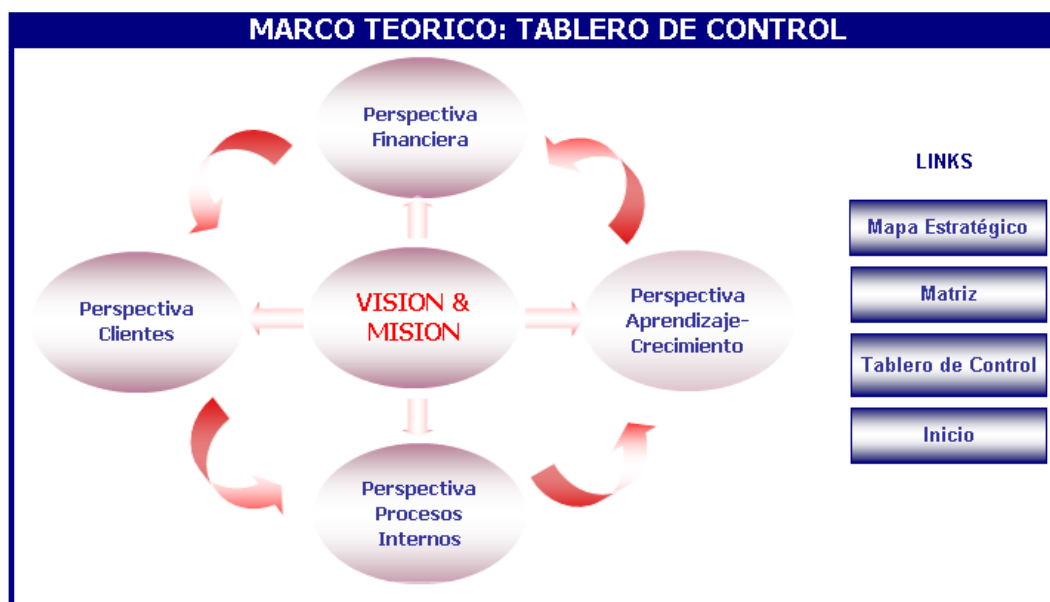 MARCO TEORICO: TABLERO DE CONTROL
Perspectiva
Financiera
LINKS
Mapa Estratégico
Perspectiva
Clientes
VISION &
MISION
Perspectiva
Aprendizaje-
Crecimiento
Matriz
Tablero de Control
Inicio
Perspectiva
Procesos
Internos